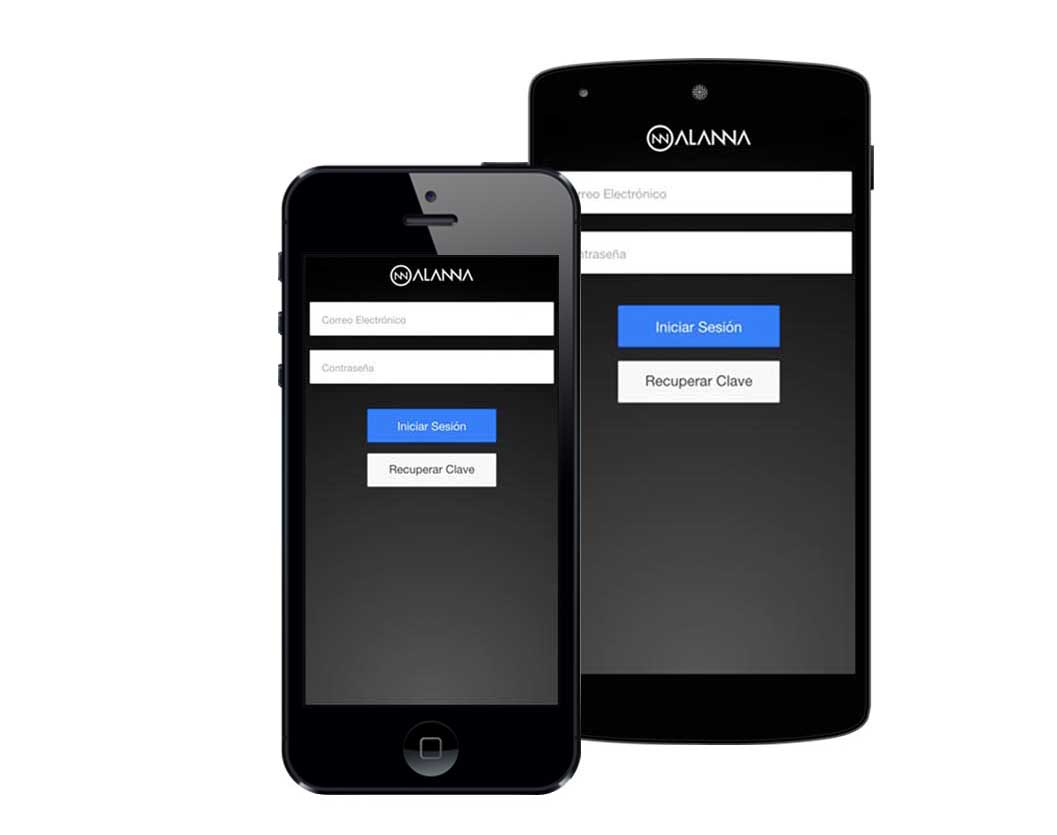 ALANNA
Correo Electrónico
Contraseña
Iniciar Sesión
Recuperar Clave
ALANNA
rreo Electrónico
ntraseña
Iniciar Sesión
Recuperar Clave